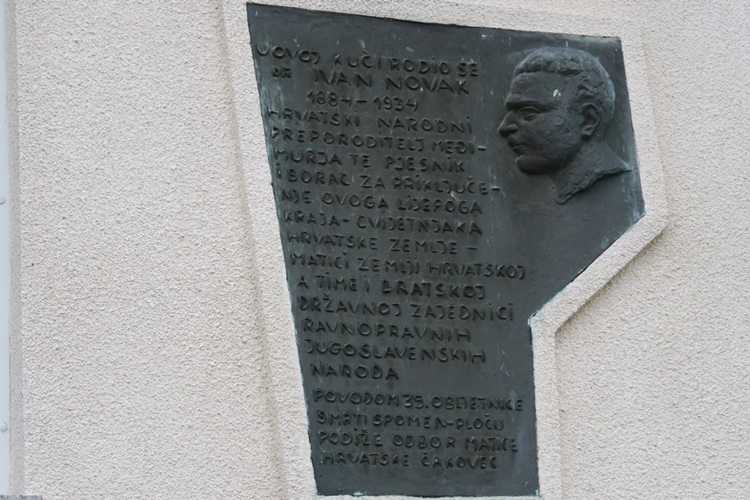 U OVOJ KUĆI RODIO SE
DR IVAN NOVAK
1884-1934
HRVATSKI NARODNI
PREPORODITELJ MEĐI-
MURJA TE PJESNIK
I BORAC ZA PRIKLJUČE-
NJE OVOGA LIJEPOGA
KRAJA-CVIJETNJAKA
HRVATSKE ZEMLJE -
MATICI ZEMLJI HRVATSKOJ
A TIME I BRATSKOJ
DRŽAVNOJ ZAJEDNICI
RAVNOPRAVNIH
JUGOSLAVENSKIH
NARODA
POVODOM 35. OBLJETNICE
SMRTI SPOMEN-PLOČU
PODIŽE ODBOR MATICE
HRVATSKE ČAKOVEC